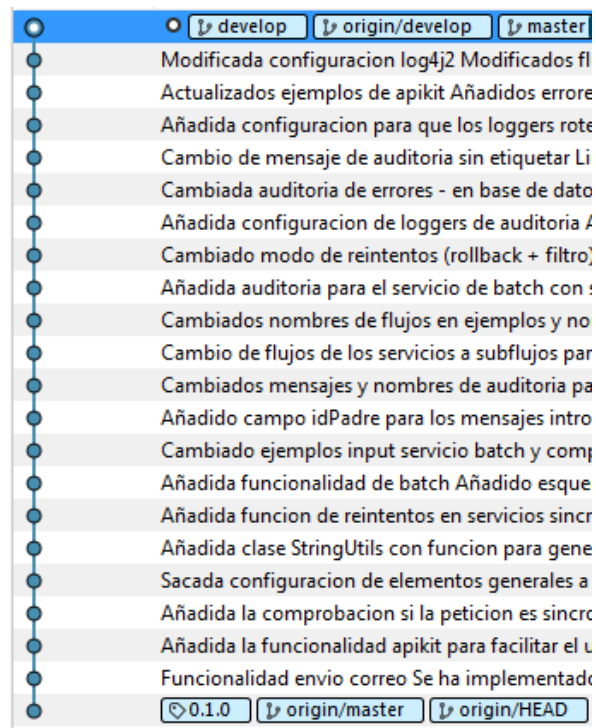 develop origin/develop master
Modificada configuracion log4j2 Modificados fl
Actualizados ejemplos de apikit Añadidos errore
Añadida configuracion para que los loggers rote
Cambio de mensaje de auditoria sin etiquetar Li
Cambiada auditoria de errores - en base de dato
Añadida configuracion de loggers de auditoria A
Cambiado modo de reintentos (rollback + filtro)
Añadida auditoria para el servicio de batch con s
Cambiados nombres de flujos en ejemplos y no
Cambio de flujos de los servicios a subflujos par
Cambiados mensajes y nombres de auditoria pa
Añadido campo idPadre para los mensajes intro
Cambiado ejemplos input servicio batch y comp
Añadida funcionalidad de batch Añadido esque
Añadida funcion de reintentos en servicios sincr
Añadida clase StringUtils con funcion para gene
Sacada configuracion de elementos generales a
Añadida la comprobacion si la peticion es sincro
Añadida la funcionalidad apikit para facilitar el u
Funcionalidad envio correo Se ha implementado
0.1.0 origin/master origin/HEAD